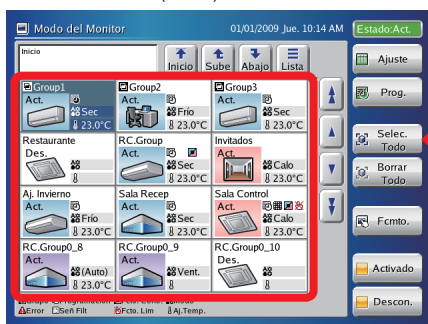 Modo del Monitor 01/01/2009 Jue. 10:14 AM Estado:Act.
Inicio
Inicio Sube Abajo Lista
Ajuste
Prog.
Selec. Todo
Borrar Todo
Fcmto.
Activado
Descon.
Group1 Group2 Group3
Act. Act. Act.
Sec Frío Sec
23.0°C 23.0°C 23.0°C
Restaurante RC.Group Invitados
Des. Act. Act.
Sec Calo
23.0°C 23.0°C
Aj. Invierno Sala Recep Sala Control
Act. Act. Act.
Frío Sec Calo
23.0°C 23.0°C 23.0°C
RC.Group0_8 RC.Group0_9 RC.Group0_10
Act. Act. Des.
(Auto) Vent.
Error Señ Filt Fcto. Lim Aj.Temp.